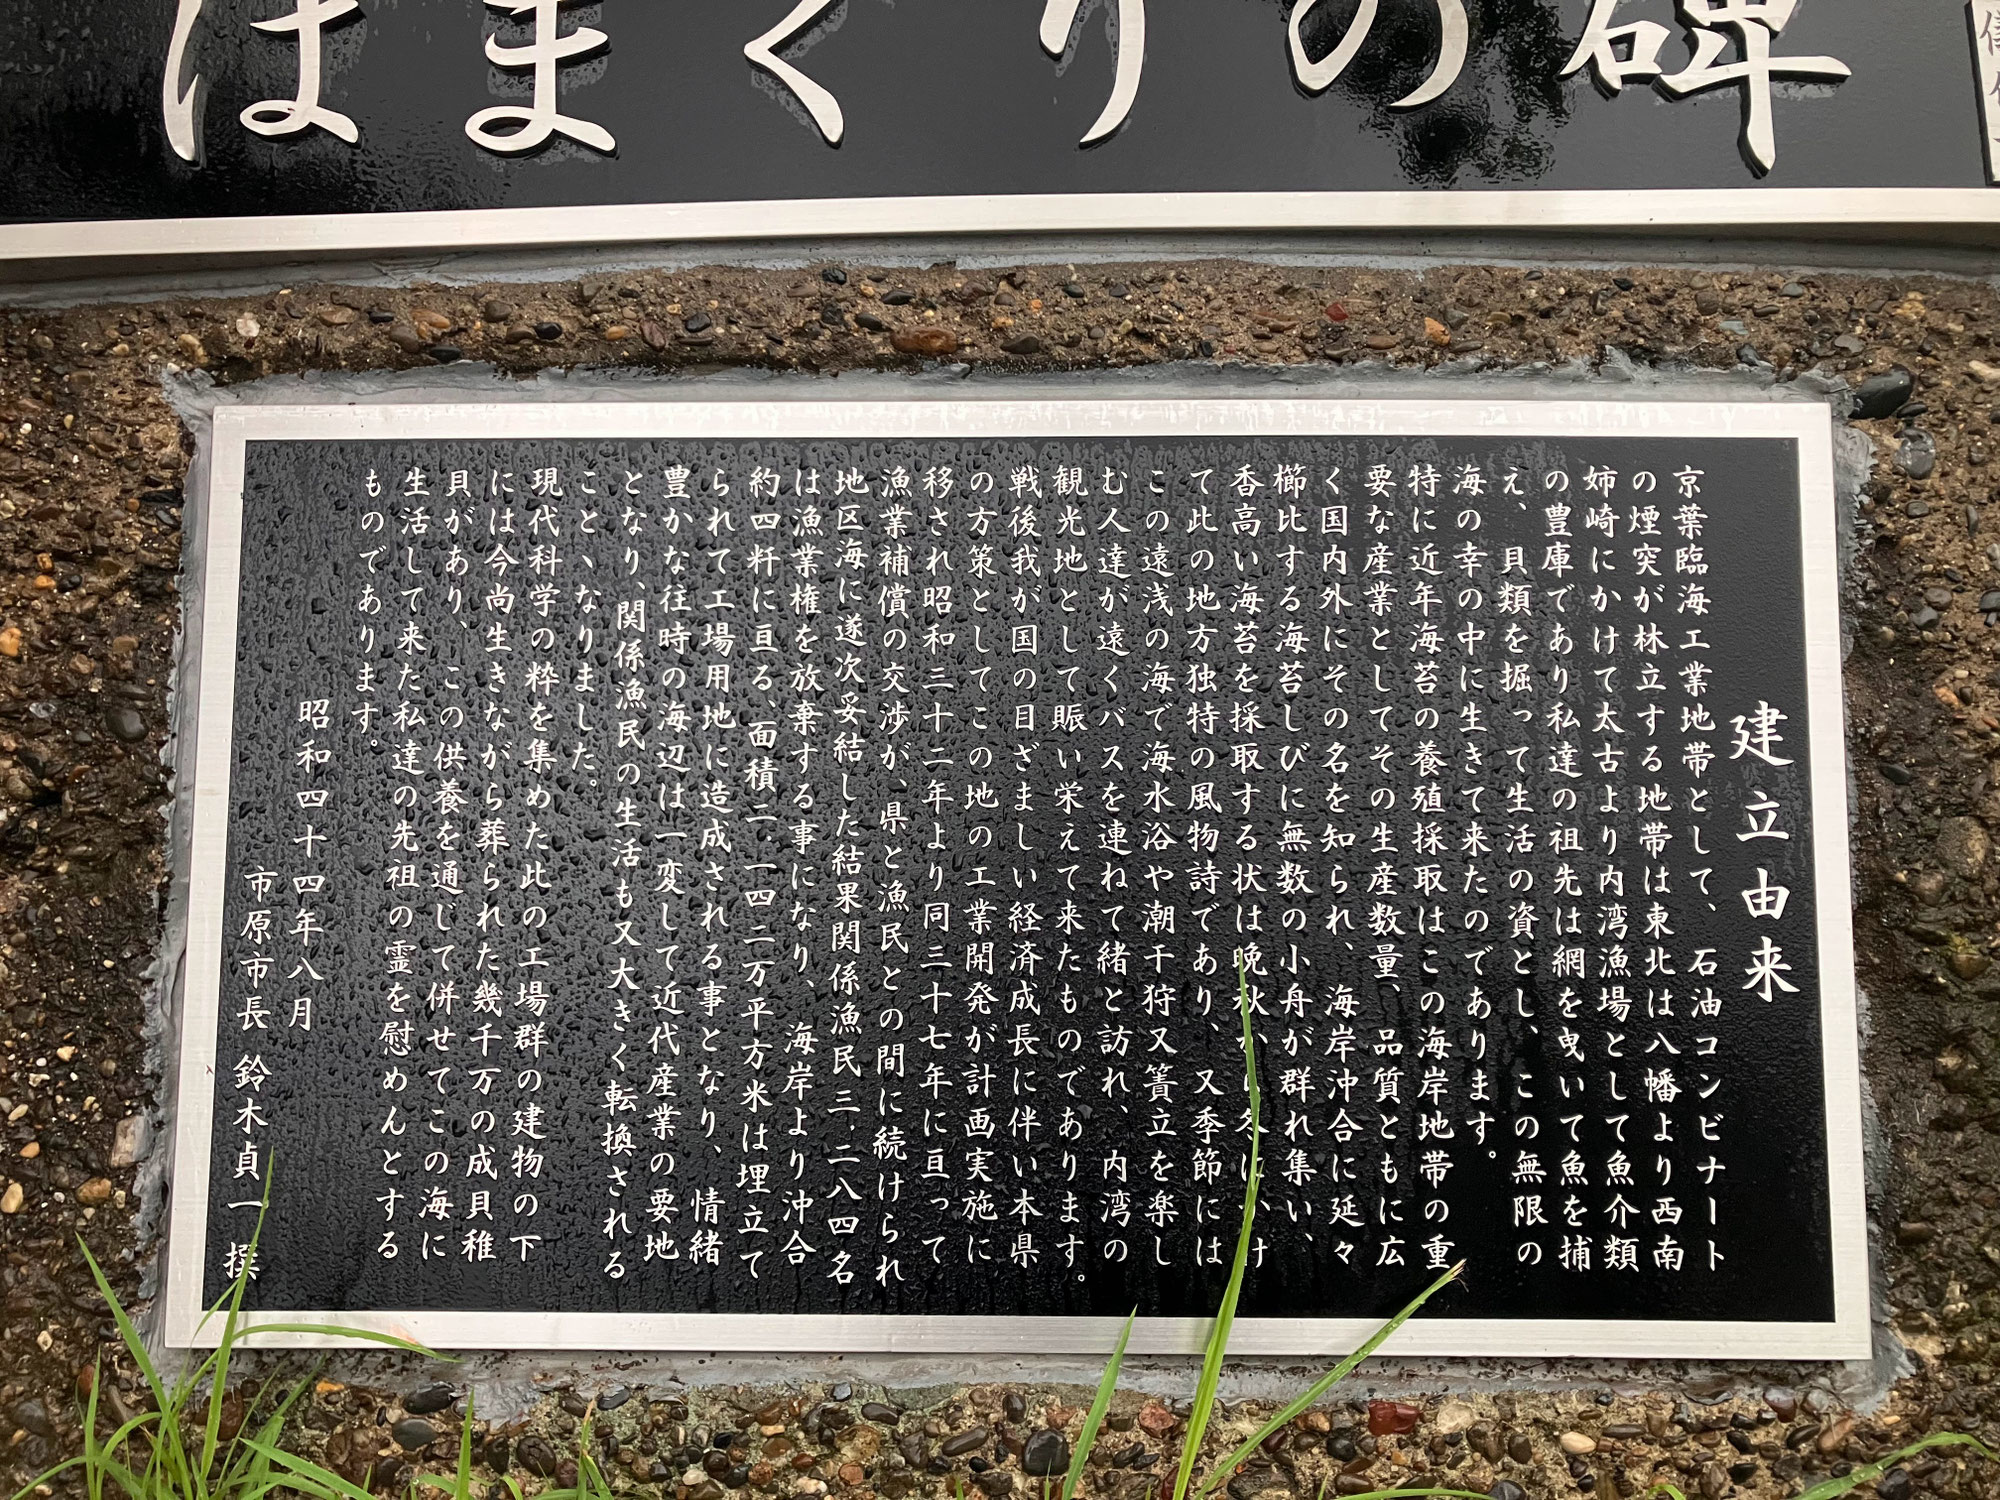 はまぐりの碑
建立由来
京葉臨海工業地帯として、石油コンビナート
の煙突が林立する地帯は東北は八幡より西南
姉崎にかけて太古より内湾漁場として魚介類
の豊庫であり私達の祖先は網を曳いて魚を捕
え、貝類を掘って生活の資とし、この無限の
海の幸の中に生きて来たのであります。
特に近年海苔の養殖採取はこの海岸地帯の重
要な産業としてその生産数量、品質ともに広
く国内外にその名を知られ、海岸沖合に延々
櫛比する海苔しびに無数の小舟が群れ集い、
香高い海苔を採取する状は晩秋から冬にかけ
て此の地方独特の風物詩であり、又季節には
この遠浅の海で海水浴や潮干狩又簀立を楽し
む人達が遠くバスを連ねて緒と訪れ、内湾の
観光地として賑い栄えて来たものであります。
戦後我が国の目ざましい経済成長に伴い本県
の方策としてこの地の工業開発が計画実施に
移され昭和三十二年より同三十七年に亘って
漁業補償の交渉が、県と漁民との間に続けられ
地区海に遂次妥結した結果関係漁民三.二八四名
は漁業権を放棄する事になり、海岸より沖合
約四粁に亘る、面積二.一四二万平方米は埋立て
られて工場用地に造成される事となり、情緒
豊かな往時の海辺は一変して近代産業の要地
となり、関係漁民の生活も又大きく転換される
こと、なりました。
現代科学の粋を集めた此の工場群の建物の下
には今尚生きながら葬られた幾千万の成貝稚
貝があり、この供養を通じて併せてこの海に
生活して来た私達の先祖の霊を慰めんとする
ものであります。
昭和四十四年八月
市原市長 鈴木貞一 撰